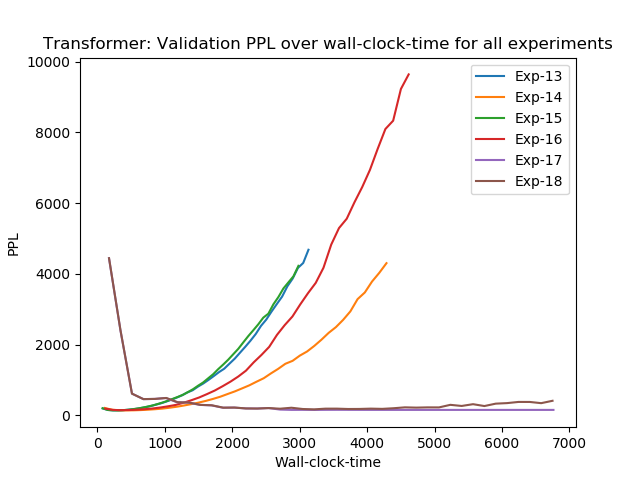 Transformer: Validation PPL over wall-clock-time for all experiments
10000
8000
6000
4000
2000
0
PPL
Exp-13
Exp-14
Exp-15
Exp-16
Exp-17
Exp-18
0 1000 2000 3000 4000 5000 6000 7000
Wall-clock-time